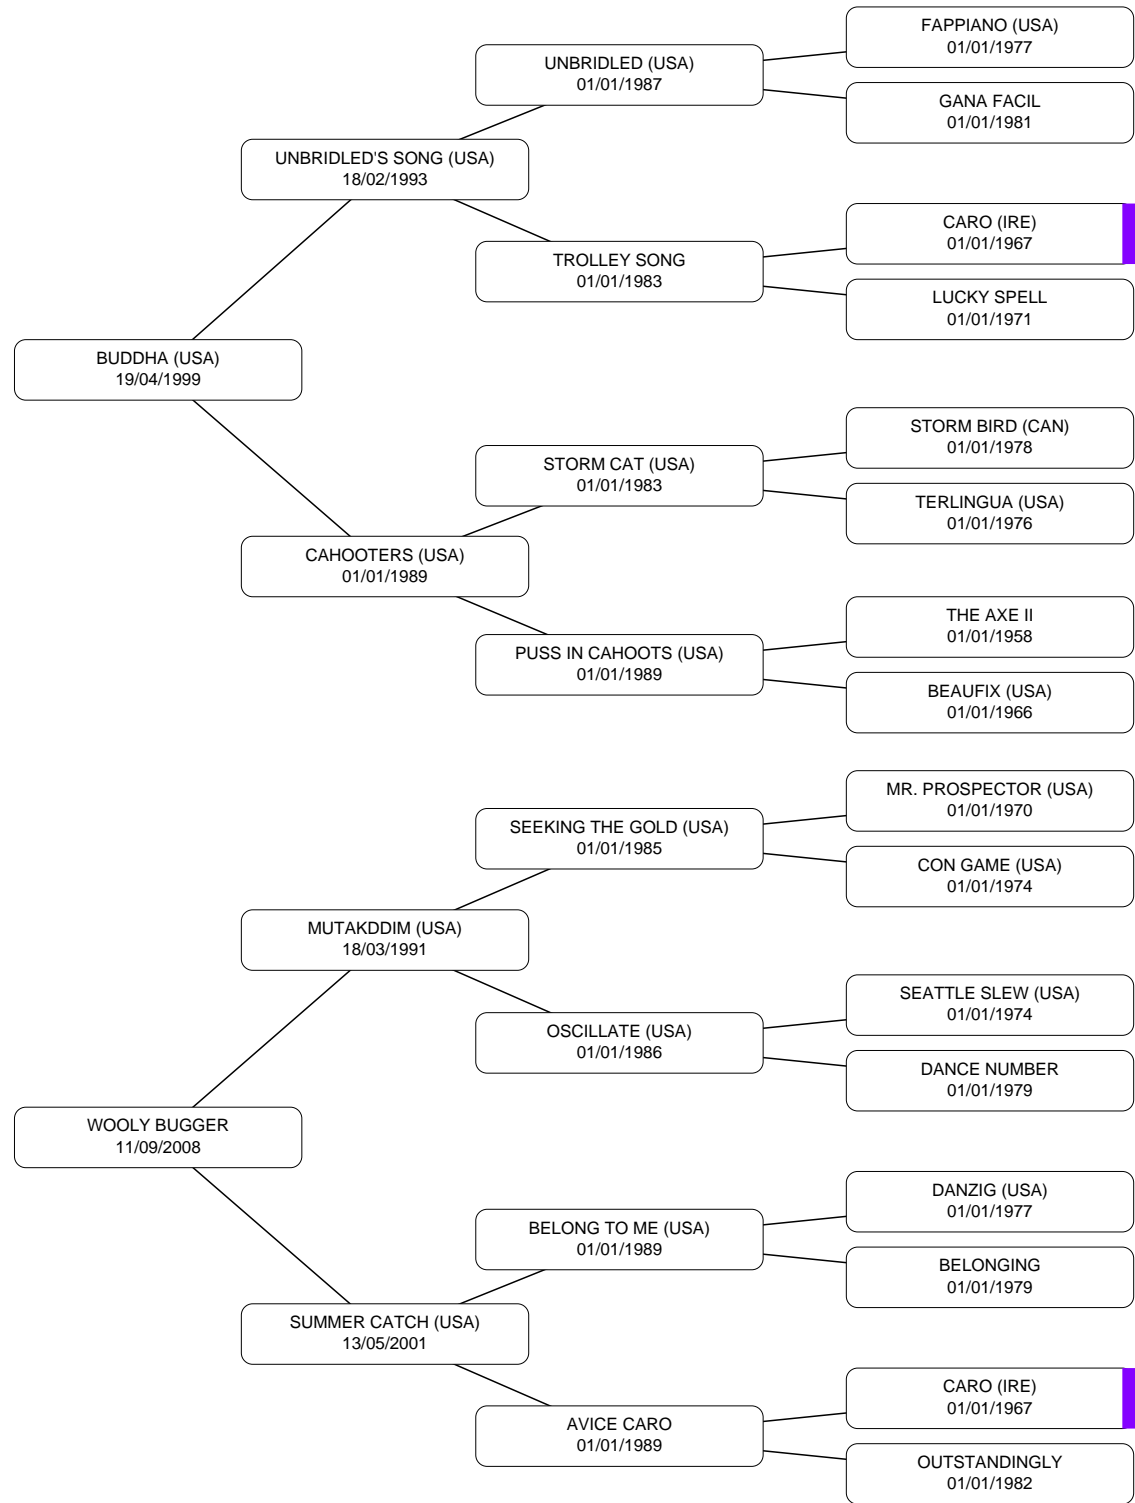 FAPPIANO (USA)
01/01/1977
UNBRIDLED (USA)
01/01/1987
GANA FACIL
01/01/1981
UNBRIDLED'S SONG (USA)
18/02/1993
CARO (IRE)
01/01/1967
TROLLEY SONG
01/01/1983
LUCKY SPELL
01/01/1971
BUDDHA (USA)
19/04/1999
STORM BIRD (CAN)
01/01/1978
STORM CAT (USA)
01/01/1983
TERLINGUA (USA)
01/01/1976
CAHOOTERS (USA)
01/01/1989
THE AXE II
01/01/1958
PUSS IN CAHOOTS (USA)
01/01/1989
BEAUFIX (USA)
01/01/1966
MR. PROSPECTOR (USA)
01/01/1970
SEEKING THE GOLD (USA)
01/01/1985
CON GAME (USA)
01/01/1974
MUTAKDDIM (USA)
18/03/1991
SEATTLE SLEW (USA)
01/01/1974
OSCILLATE (USA)
01/01/1986
DANCE NUMBER
01/01/1979
WOOLY BUGGER
11/09/2008
DANZIG (USA)
01/01/1977
BELONG TO ME (USA)
01/01/1989
BELONGING
01/01/1979
SUMMER CATCH (USA)
13/05/2001
CARO (IRE)
01/01/1967
AVICE CARO
01/01/1989
OUTSTANDINGLY
01/01/1982